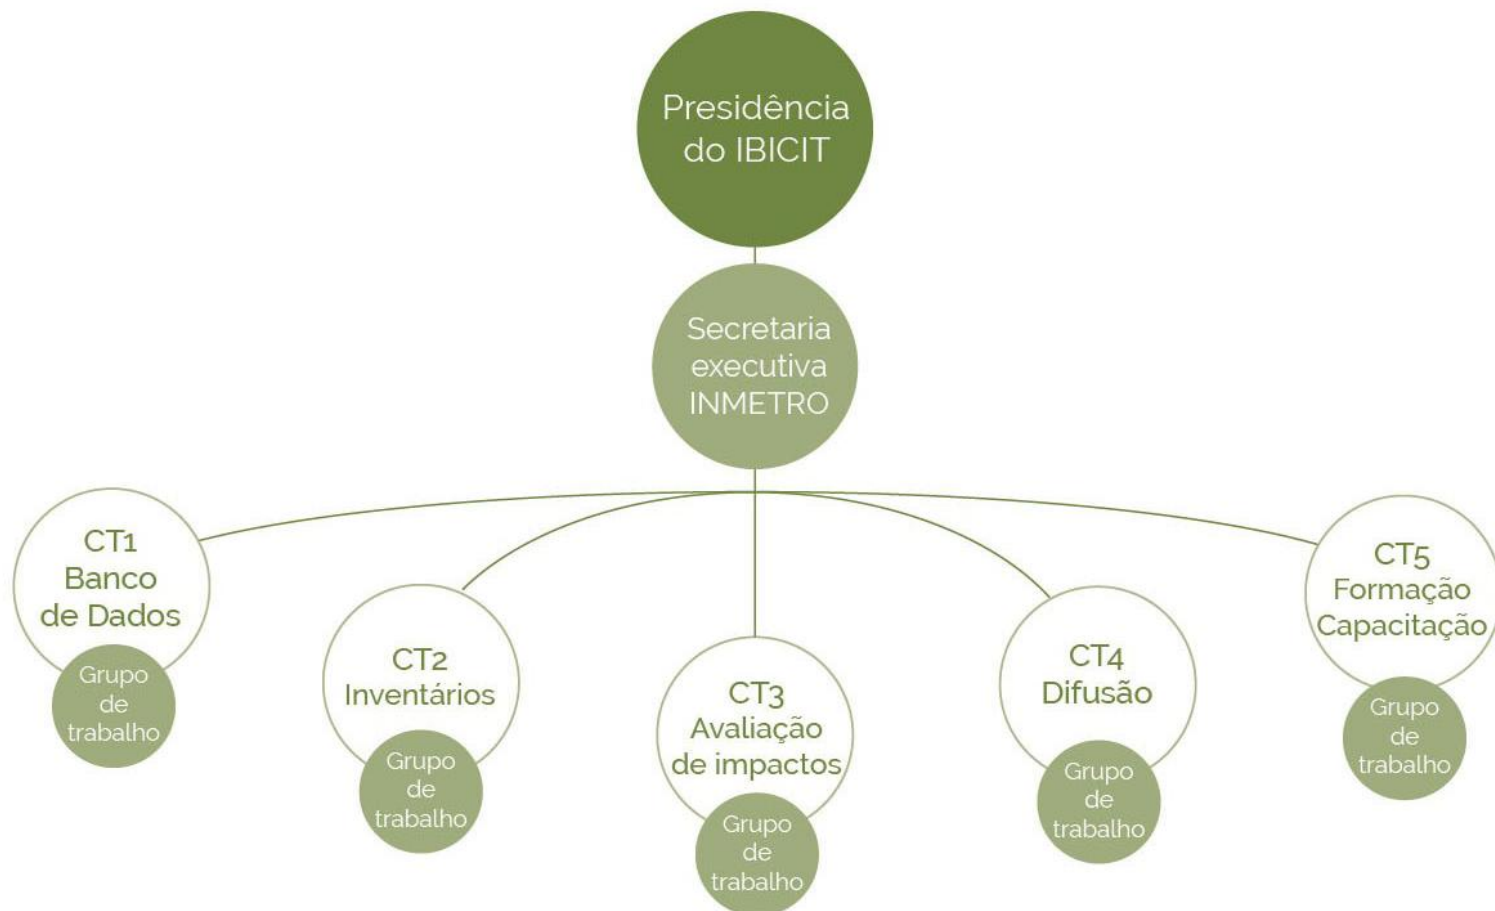 Presidência
do IBICIT
Secretaria
executiva
INMETRO
CT1
Banco
de Dados
Grupo
de
trabalho
CT2
Inventários
Grupo
de
trabalho
CT3
Avaliação
de impactos
Grupo
de
trabalho
CT4
Difusão
Grupo
de
trabalho
CT5
Formação
Capacitação
Grupo
de
trabalho